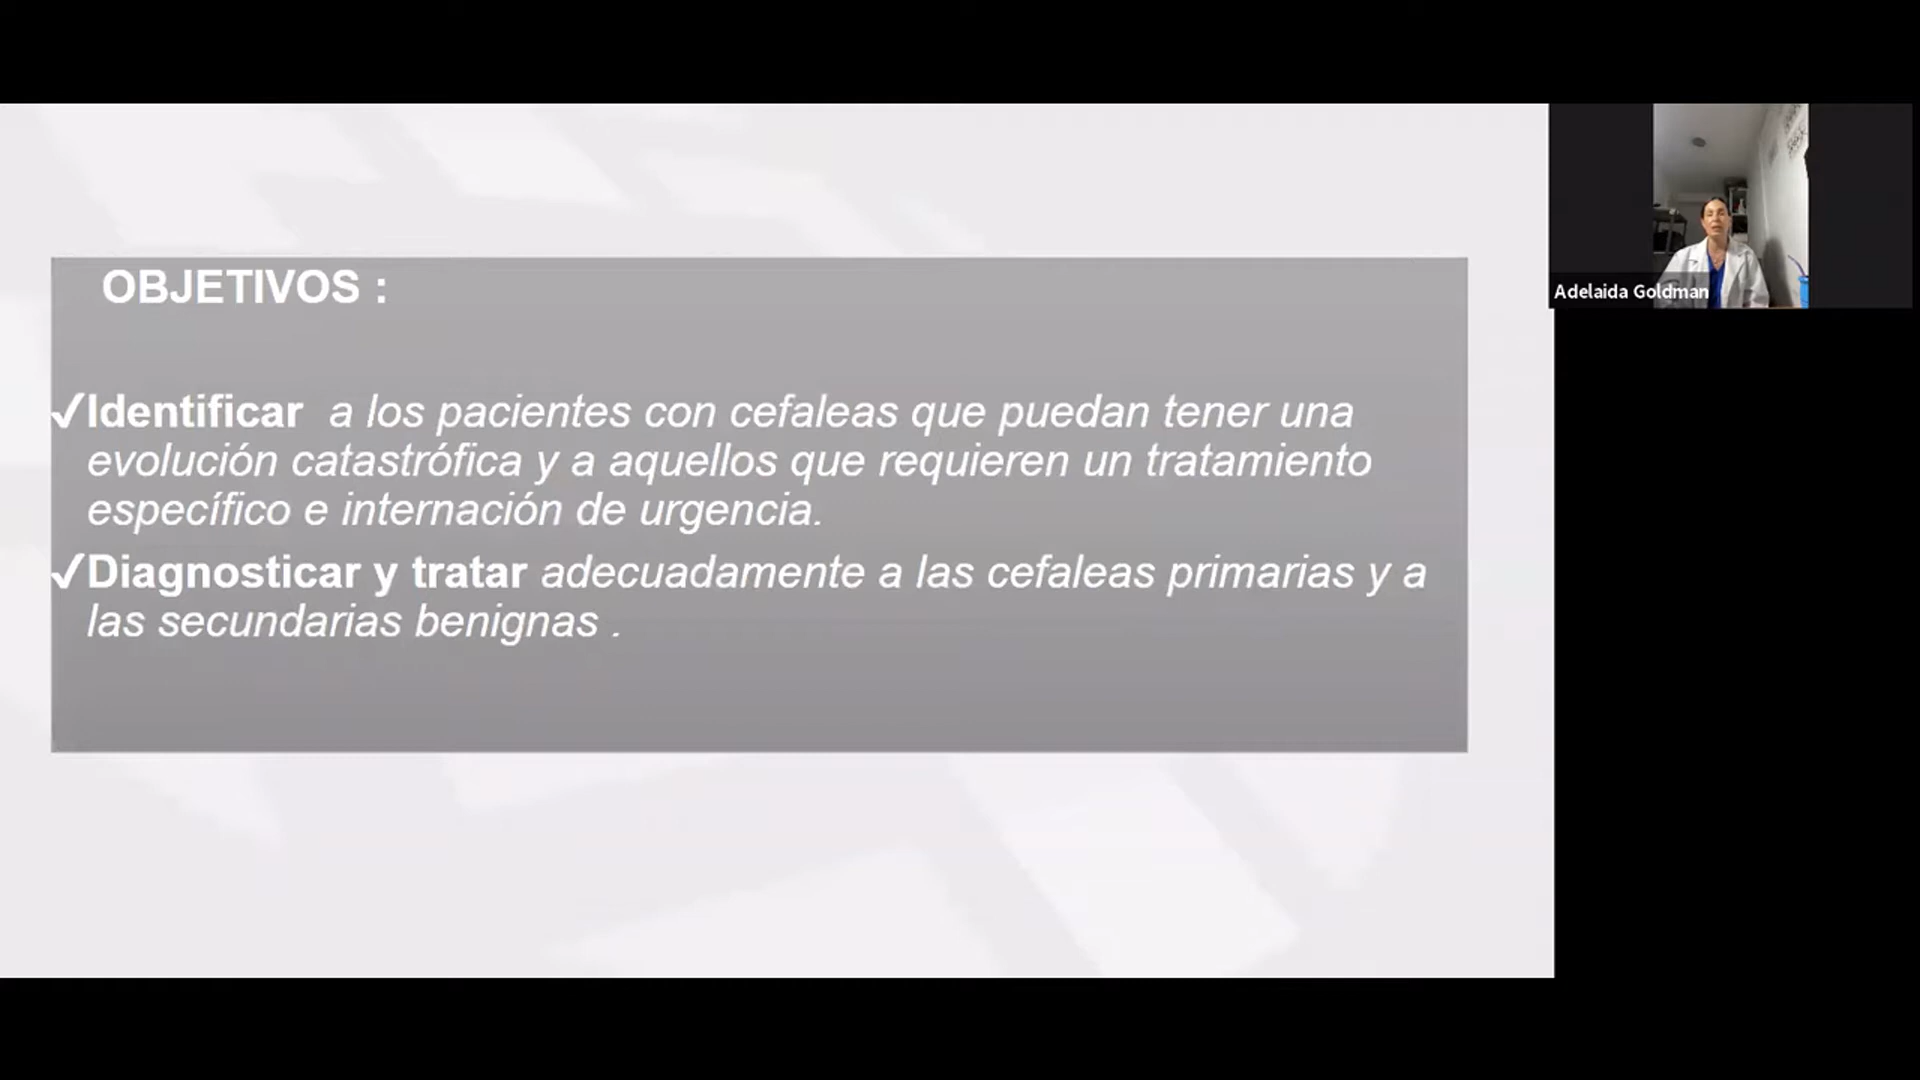 OBJETIVOS :
✓Identificar a los pacientes con cefaleas que puedan tener una
evolución catastrófica y a aquellos que requieren un tratamiento
específico e internación de urgencia.
✓Diagnosticar y tratar adecuadamente a las cefaleas primarias y a
las secundarias benignas .
Adelaida Goldman